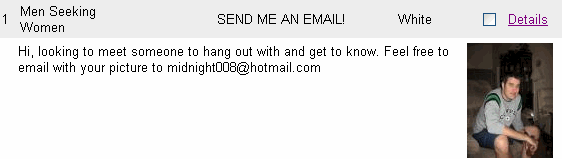 1 Men Seeking Women SEND ME AN EMAIL! White Details
Hi, looking to meet someone to hang out with and get to know. Feel free to
email with your picture to midnight008@hotmail.com